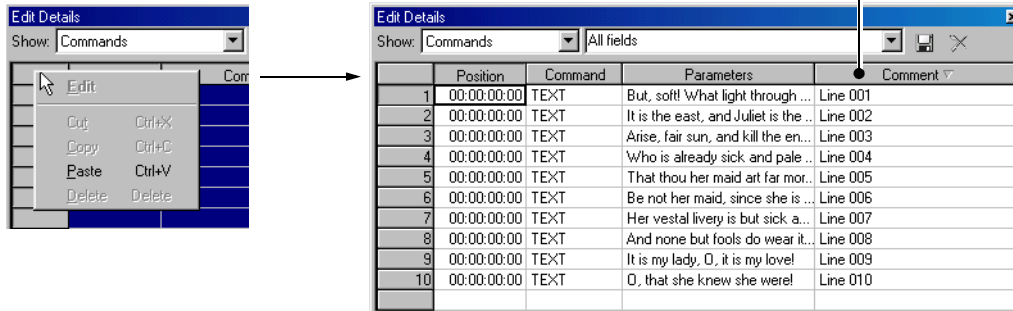 Edit Details
Show: Commands
Com
Edit
Cut Ctrl+X
Copy Ctrl+C
Paste Ctrl+V
Delete Delete
Edit Details
Show: Commands All fields
Position Command Parameters Comment
1 00:00:00:00 TEXT But, soft! What light through ... Line 001
2 00:00:00:00 TEXT It is the east, and Juliet is the .. Line 002
3 00:00:00:00 TEXT Arise, fair sun, and kill the en... Line 003
4 00:00:00:00 TEXT Who is already sick and pale .. Line 004
5 00:00:00:00 TEXT That thou her maid art far mor.. Line 005
6 00:00:00:00 TEXT Be not her maid, since she is ... Line 006
7 00:00:00:00 TEXT Her vestal livery is but sick a... Line 007
8 00:00:00:00 TEXT And none but fools do wear it... Line 008
9 00:00:00:00 TEXT It is my lady, O, it is my love! Line 009
10 00:00:00:00 TEXT O, that she knew she were! Line 010